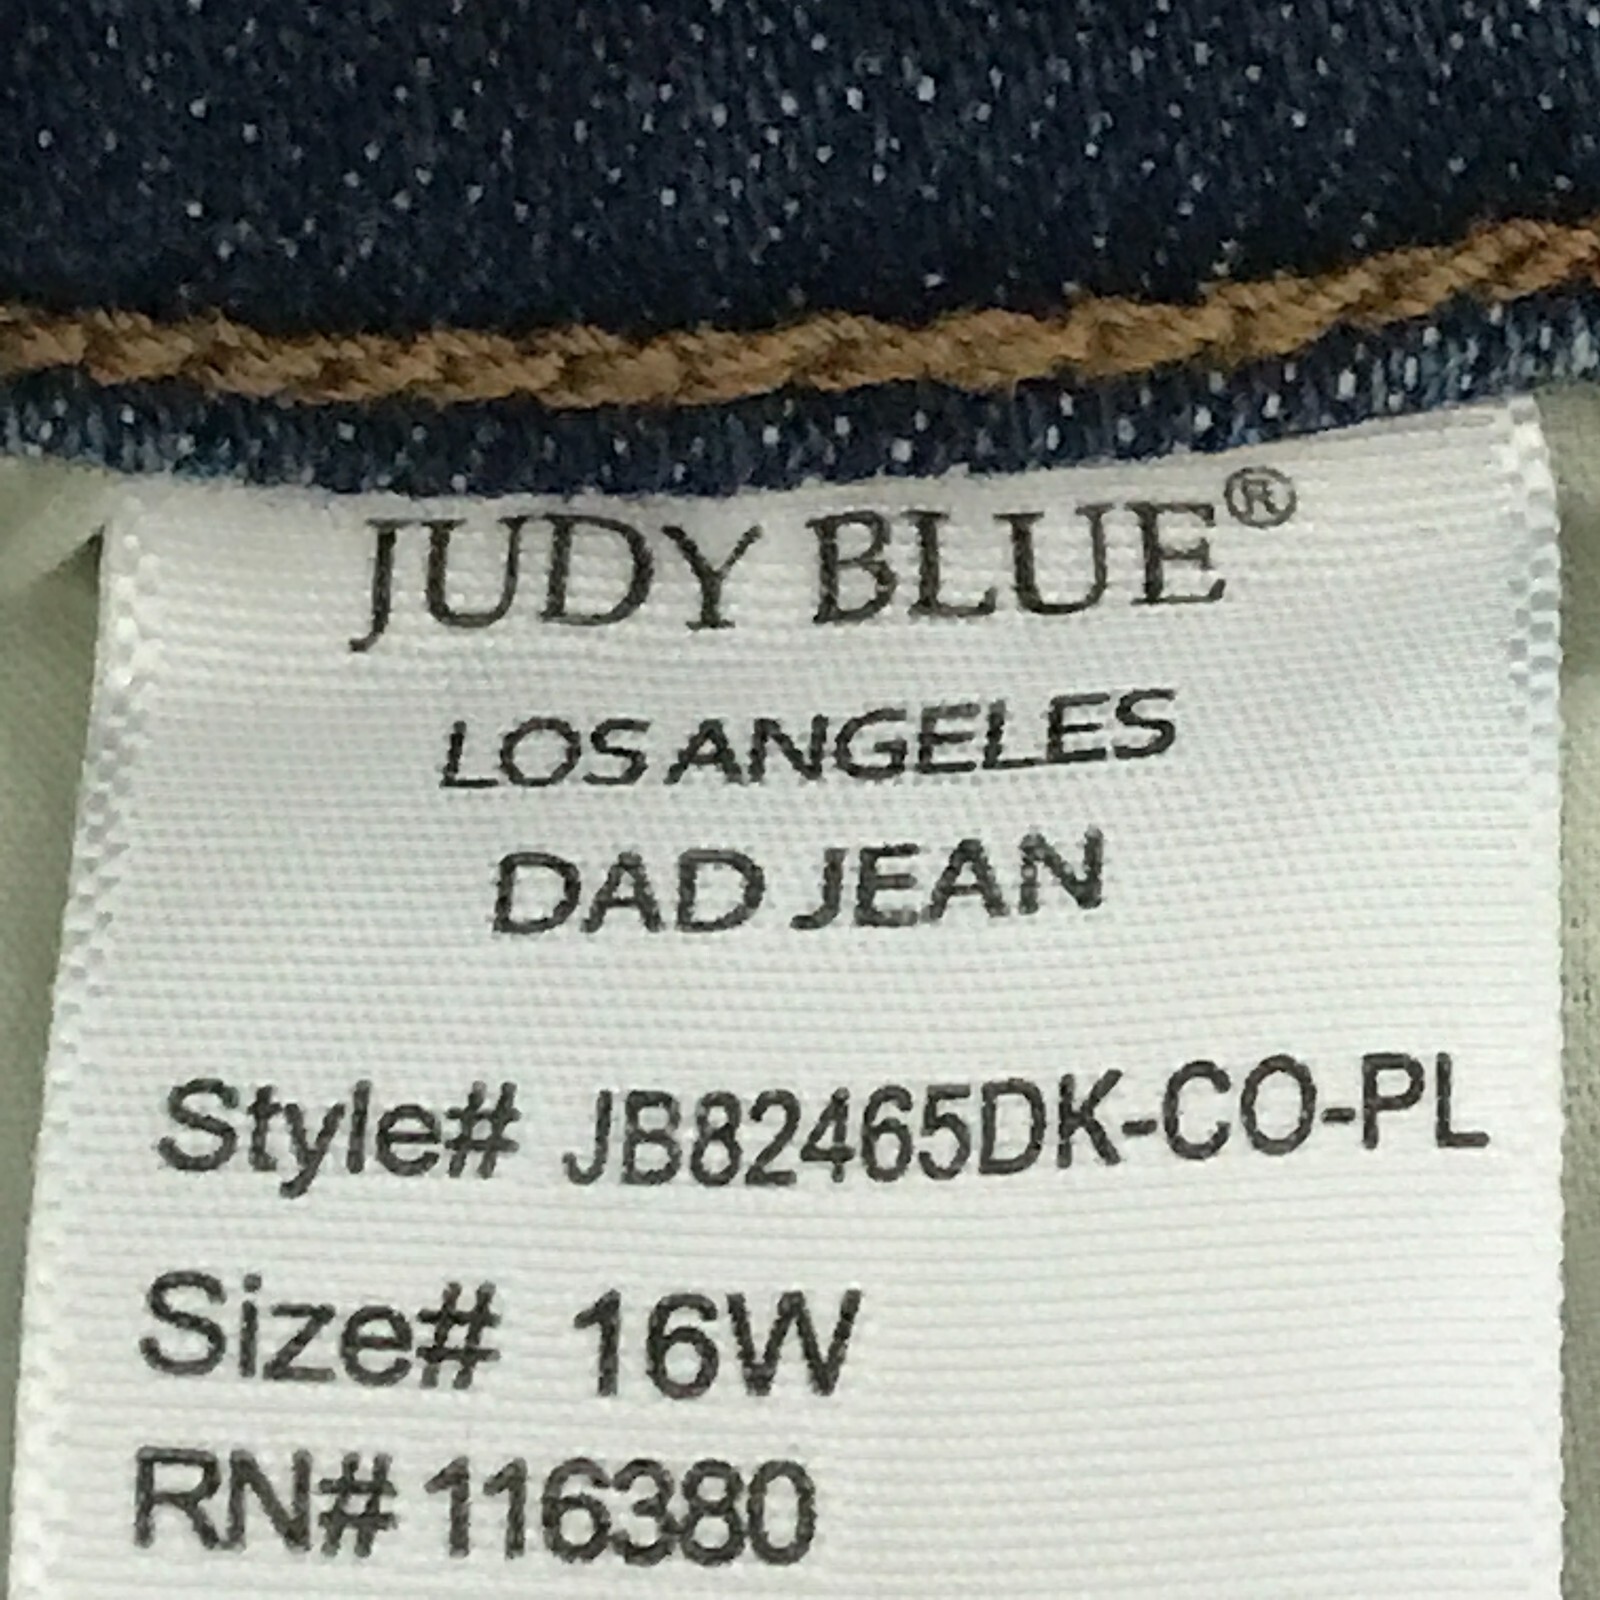 JUDY BLUE®
LOS ANGELES
DAD JEAN
Style# JB82465DK-CO-PL
Size# 16W
RN# 116380